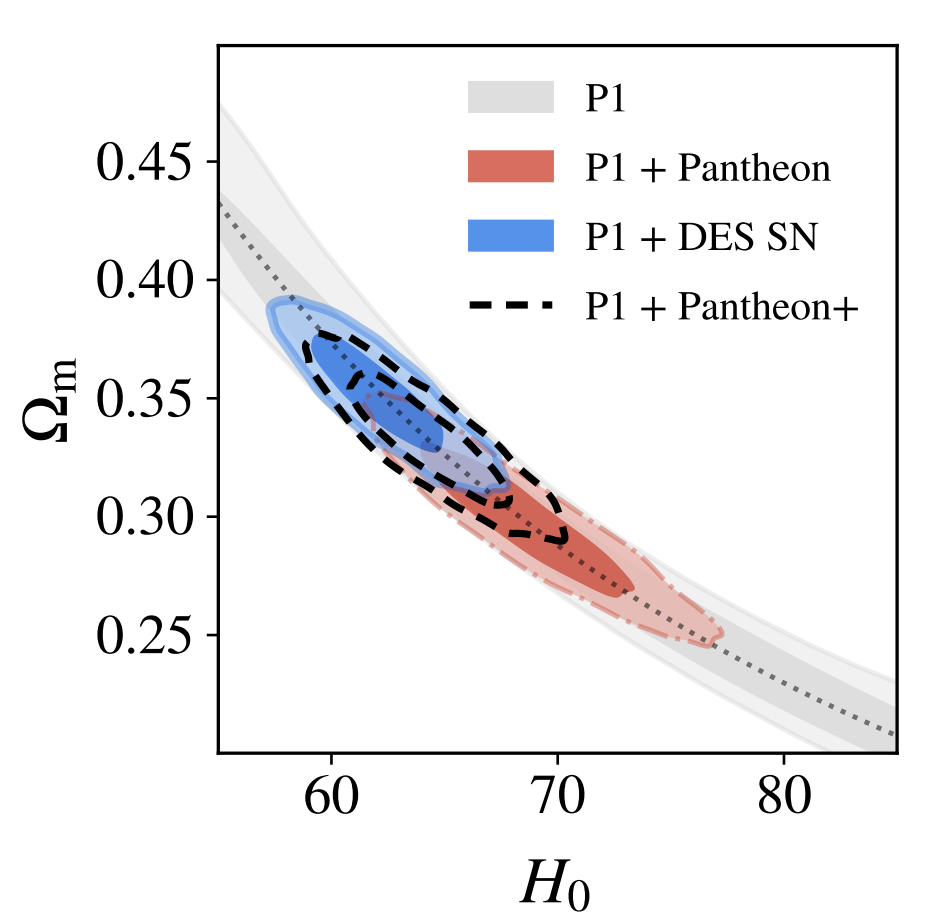 P1
P1 + Pantheon
P1 + DES SN
P1 + Pantheon+
0.45
0.40
0.35
0.30
0.25
Ωm
60 70 80
H0